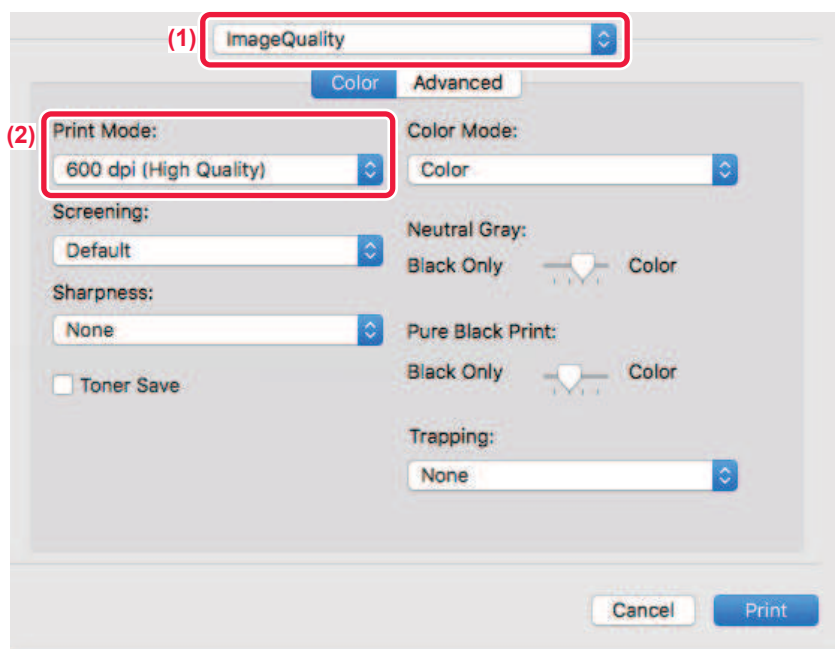 (1) ImageQuality
Color Advanced
(2) Print Mode:
600 dpi (High Quality)
Screening:
Default
Sharpness:
None
Toner Save
Color Mode:
Color
Neutral Gray:
Black Only Color
Pure Black Print:
Black Only Color
Trapping:
None
Cancel Print